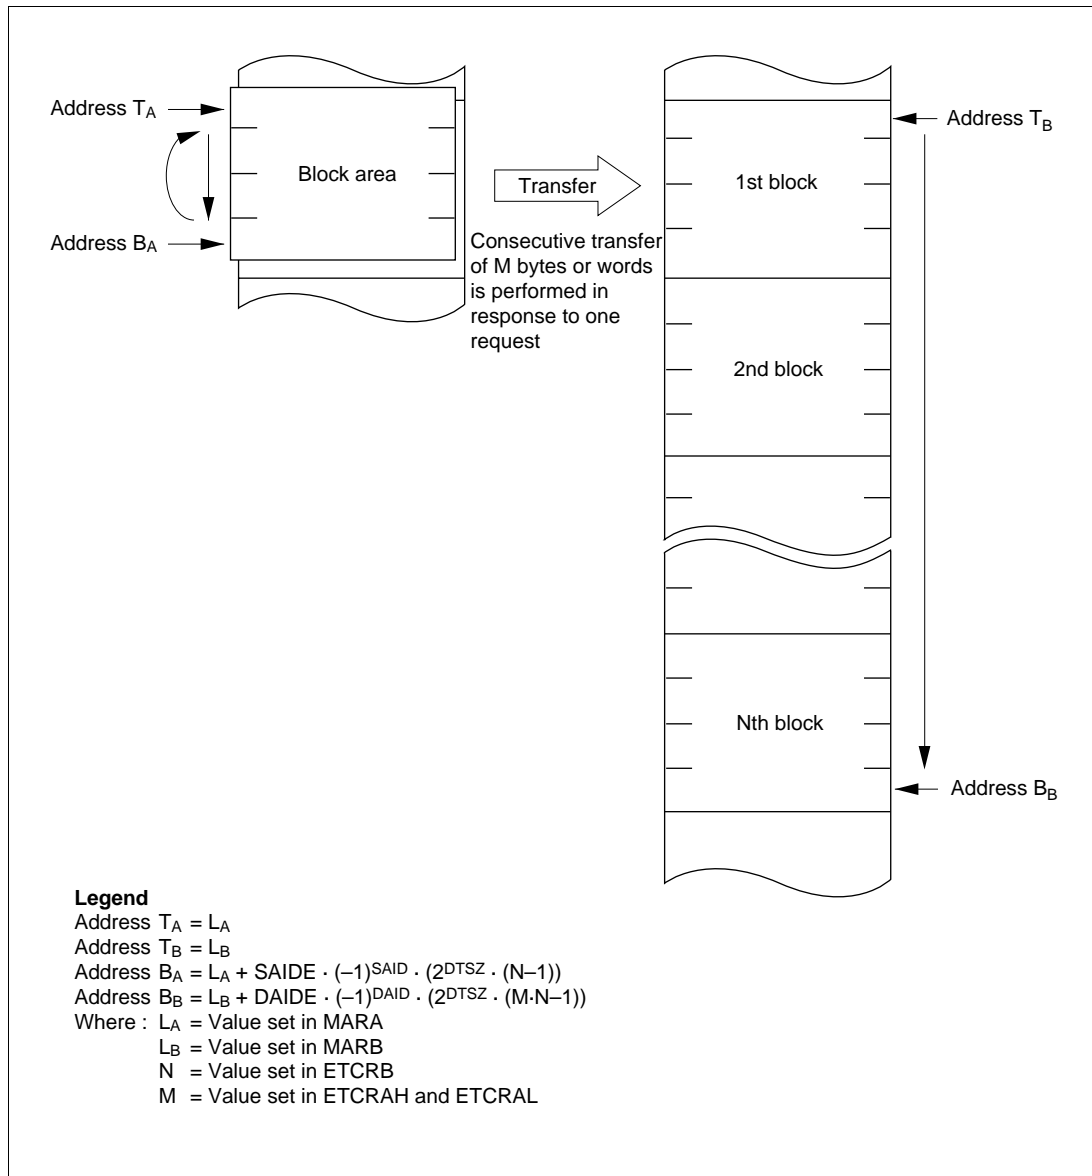 Address TA
Block area
Address BA
Transfer
Consecutive transfer
of M bytes or words
is performed in
response to one
request
1st block
2nd block
Nth block
Address TB
Address BB
Legend
Address TA = LA
Address TB = LB
Address BA = LA + SAIDE · (–1)SAID · (2DTSZ · (N–1))
Address BB = LB + DAIDE · (–1)DAID · (2DTSZ · (M·N–1))
Where : LA = Value set in MARA
LB = Value set in MARB
N = Value set in ETCRB
M = Value set in ETCRAH and ETCRAL